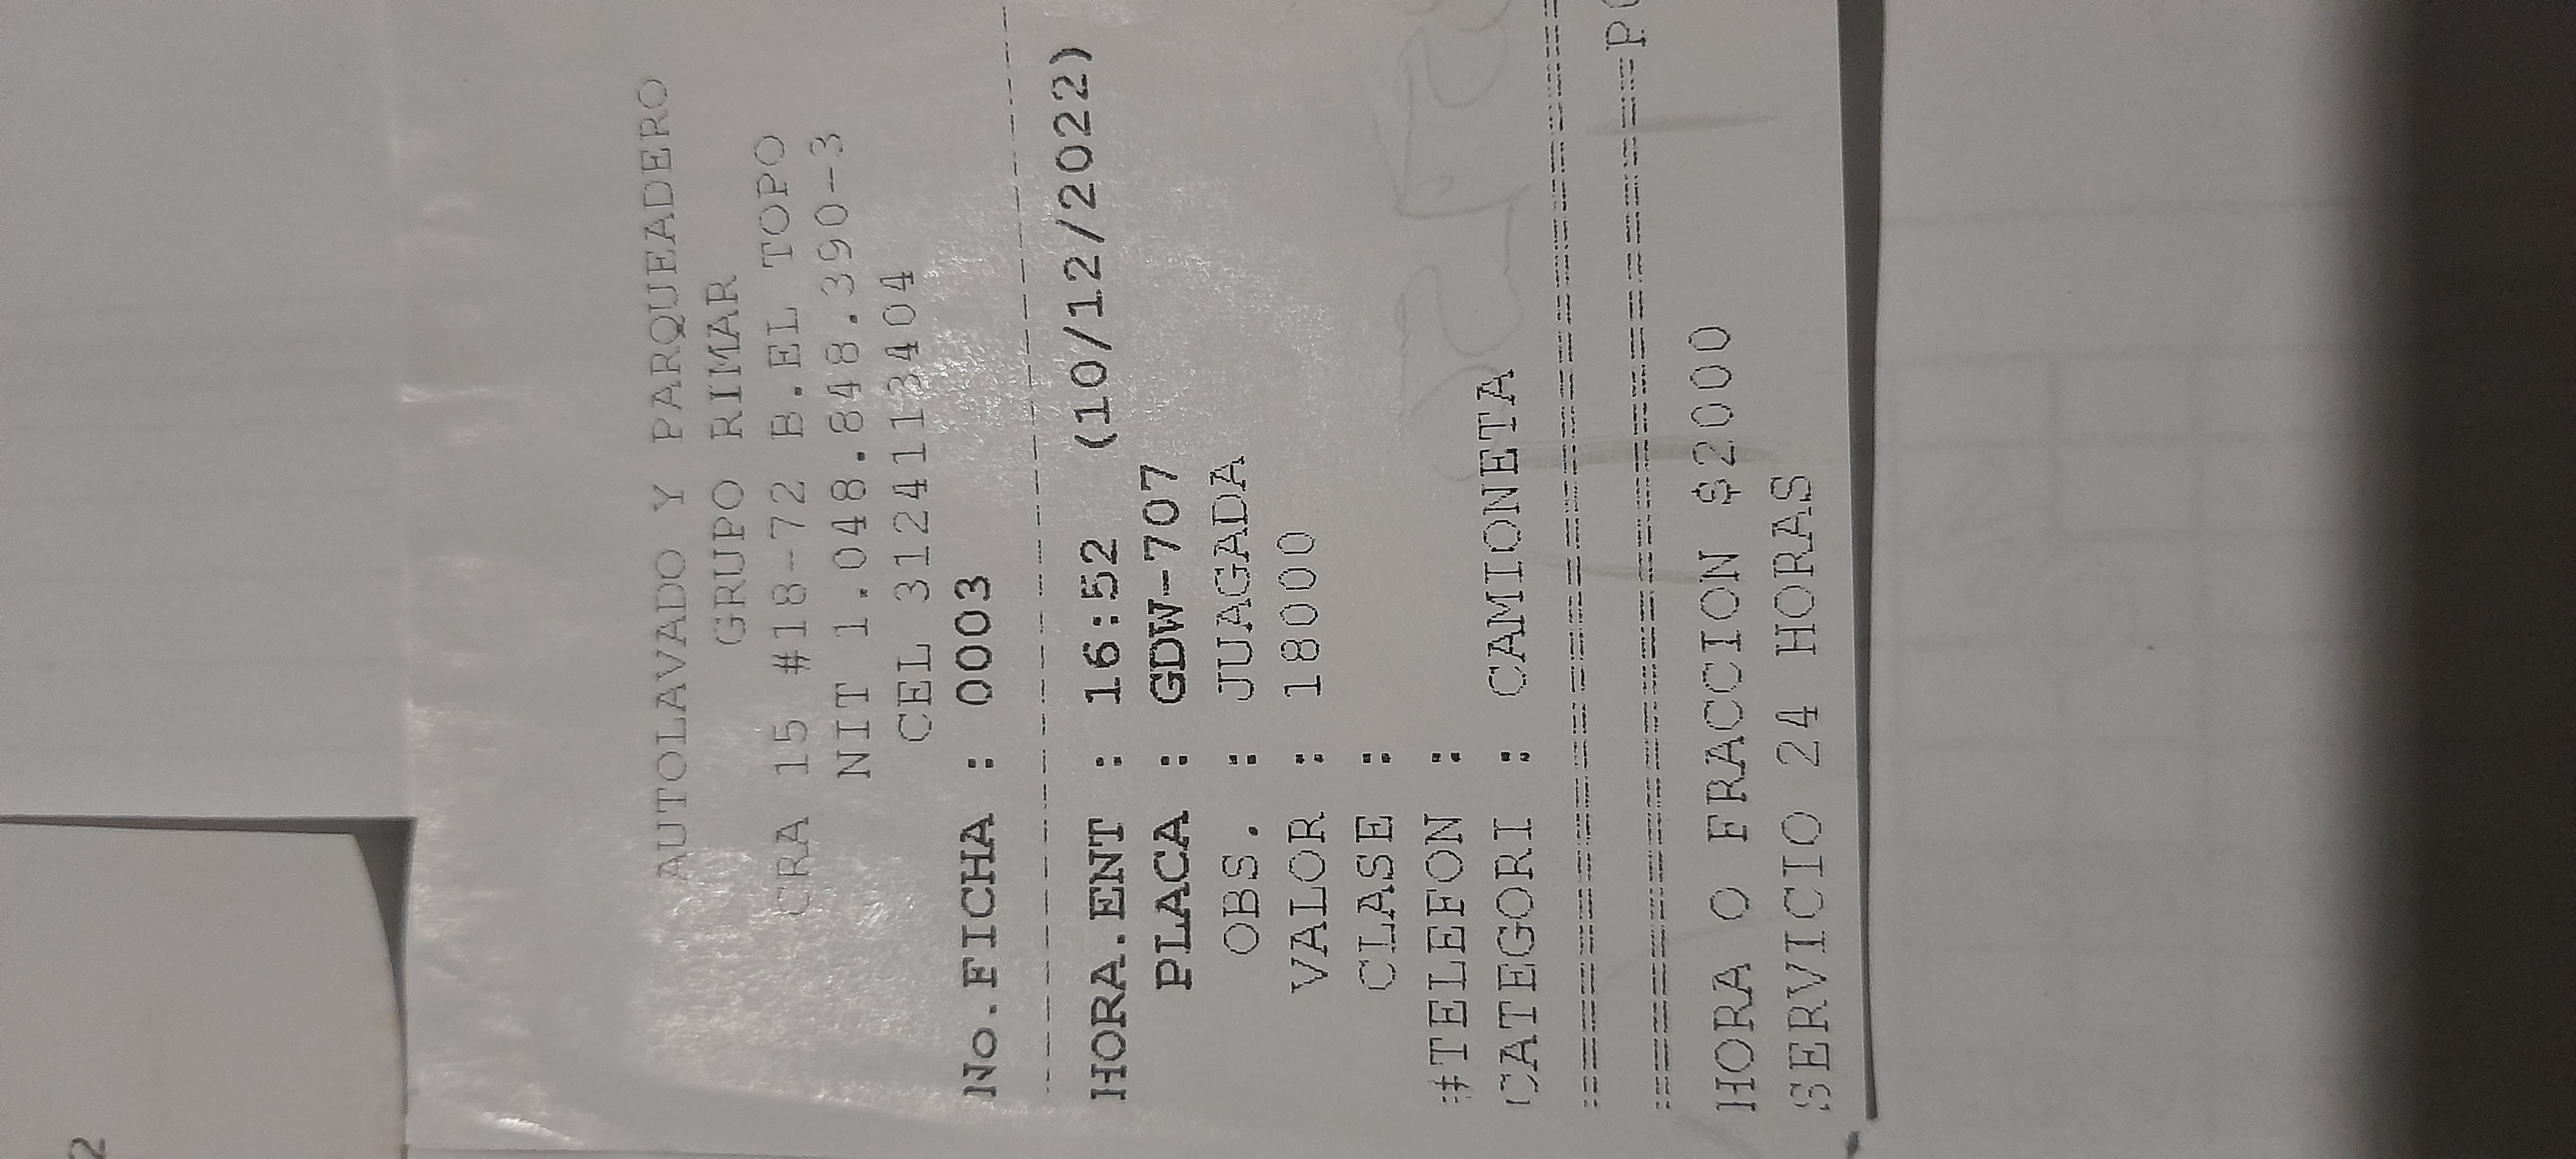 AUTOLAVADO Y PARQUEADERO
GRUPO RIIMAR
CRA 15 #18-72 B.EL TOPO
NIT 1.048.848.390-3
CEL 3124113404
No.FICHA : 0003
HORA.ENT : 16:52 (10/12/2022)
PLACA : GDW-707
OBS. : JUAGADA
VALOR : 18000
CLASE :
#TELEFON :
CATEGORI : CAMIONETA
HORA O FRACCION $2000
SERVICIO 24 HORAS
2